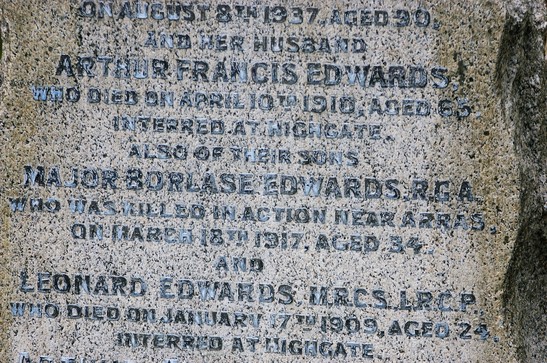 ON AUGUST 8TH 1937, AGED 90.
AND HER HUSBAND
ARTHUR FRANCIS EDWARDS,
WHO DIED ON APRIL 10TH 1910, AGED 65.
INTERRED AT HIGHGATE.
ALSO OF THEIR SONS
MAJOR BORLASE EDWARDS. R.G.A.
WHO WAS KILLED IN ACTION NEAR ARRAS.
ON MARCH 18TH 1917, AGED 34.
AND
LEONARD EDWARDS. M.R.C.S. L.R.C.P.
WHO DIED ON JANUARY 17TH 1909, AGED 24.
INTERRED AT HIGHGATE